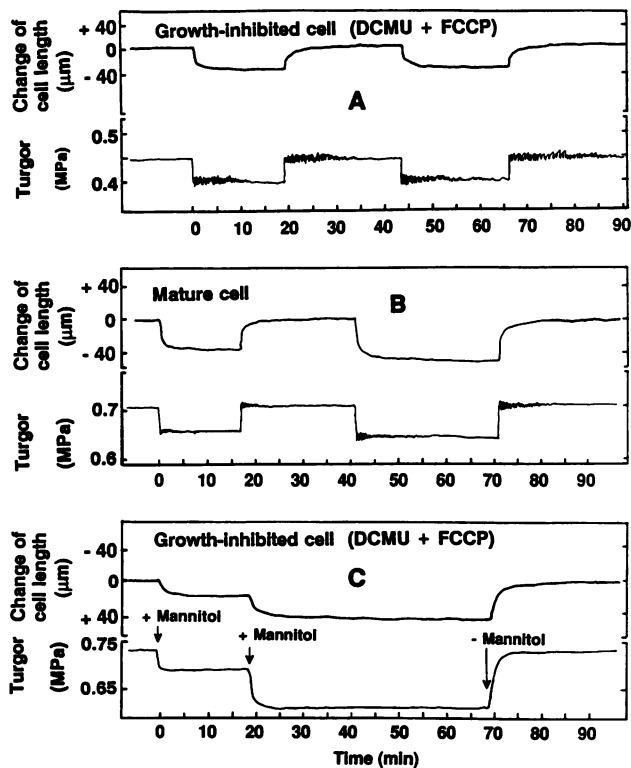 Growth-inhibited cell (DCMU + FCCP)
Change of
cell length
(μm)
+ 40
0
- 40
A
Turgor
(MPa)
0.5
0.4
0 10 20 30 40 50 60 70 80 90
Mature cell
B
Change of
cell length
(μm)
+ 40
0
- 40
Turgor
(MPa)
0.7
0.6
0 10 20 30 40 50 60 70 80 90
Growth-inhibited cell (DCMU + FCCP)
C
Change of
cell length
(μm)
- 40
0
+ 40
+ Mannitol
+ Mannitol
- Mannitol
Turgor
(MPa)
0.75
0.65
0 10 20 30 40 50 60 70 80 90
Time (min)